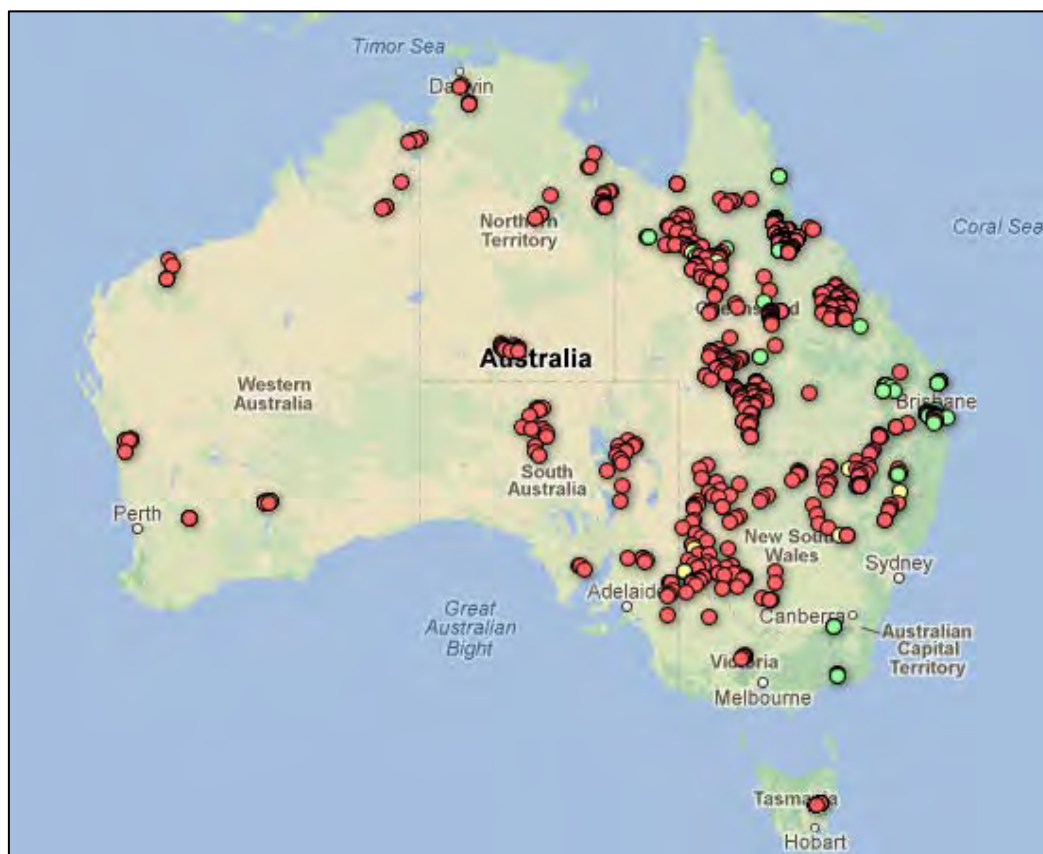 Timor Sea
Darwin
Northern
Territory
Coral Sea
Queensland
Australia
Western
Australia
Brisbane
South
Australia
Perth
New South
Wales
Sydney
Adelaide
Great
Australian
Bight
Canberra
Australian
Capital
Territory
Victoria
Melbourne
Tasmania
Hobart